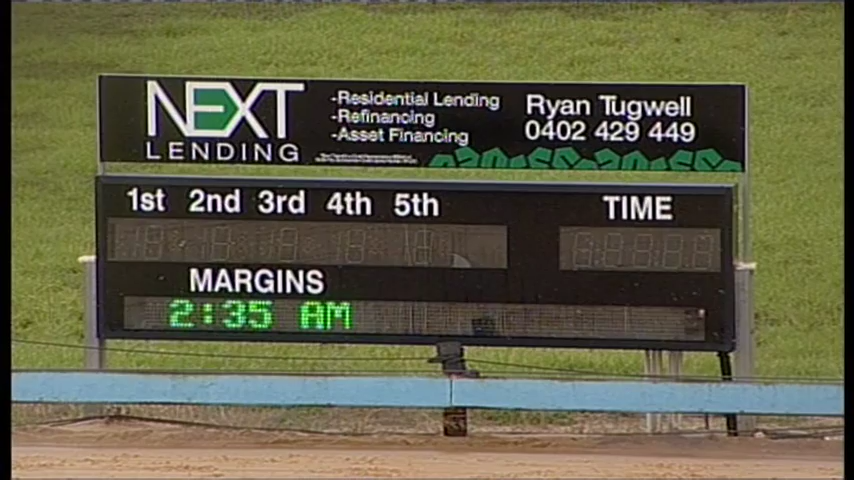 NEXT
LENDING
-Residential Lending
-Refinancing
-Asset Financing
Ryan Tugwell
0402 429 449
1st 2nd 3rd 4th 5th
TIME
MARGINS
2:35 AM